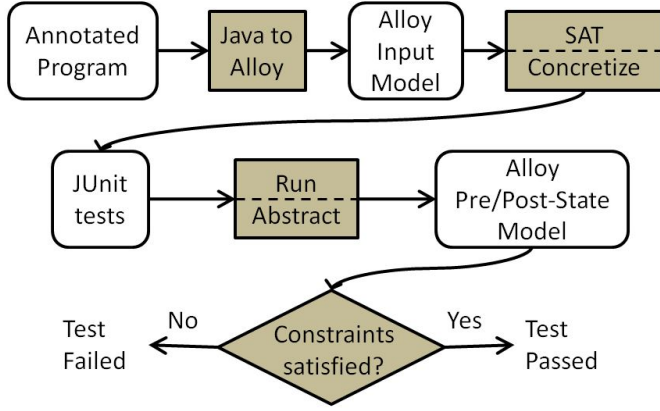 Annotated
Program
Java to
Alloy
Alloy
Input
Model
SAT
Concretize
JUnit
tests
Run
Abstract
Alloy
Pre/Post-State
Model
Test
Failed
No
Constraints
satisfied?
Yes
Test
Passed